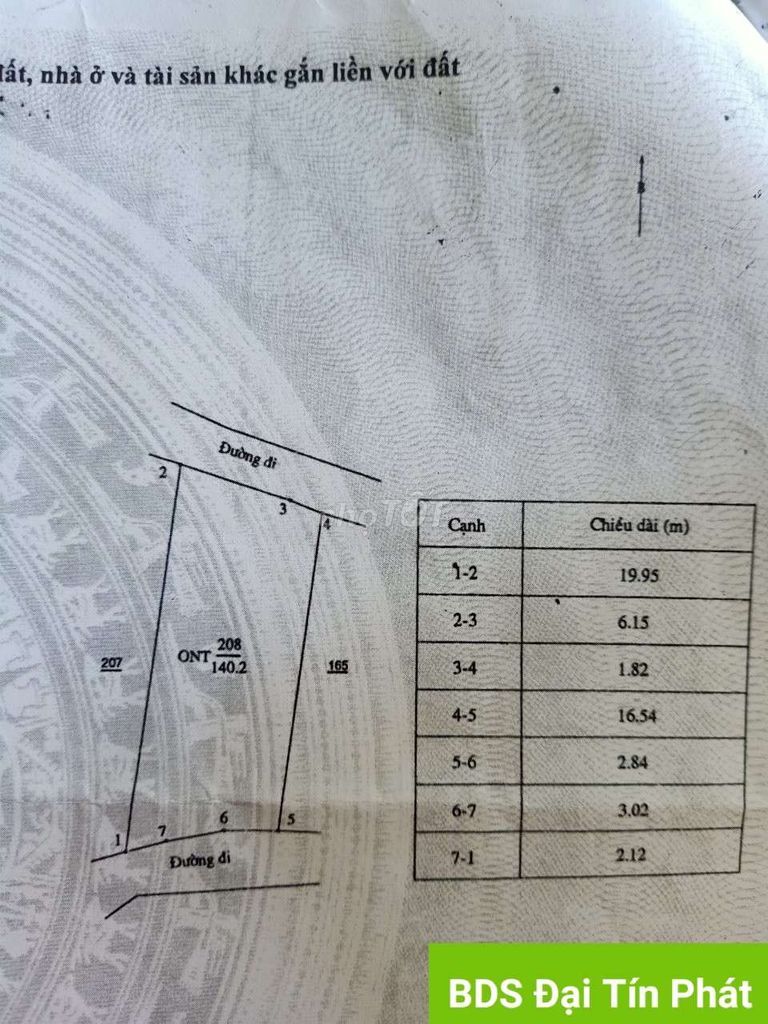 đất, nhà ở và tài sản khác gắn liền với đất
B
Đường đi
2
3
4
Chợ TỐT
207
ONT 208
140.2
165
1
7
6
5
Đường đi
Cạnh Chiều dài (m)
1-2 19.95
2-3 6.15
3-4 1.82
4-5 16.54
5-6 2.84
6-7 3.02
7-1 2.12
BDS Đại Tín Phát